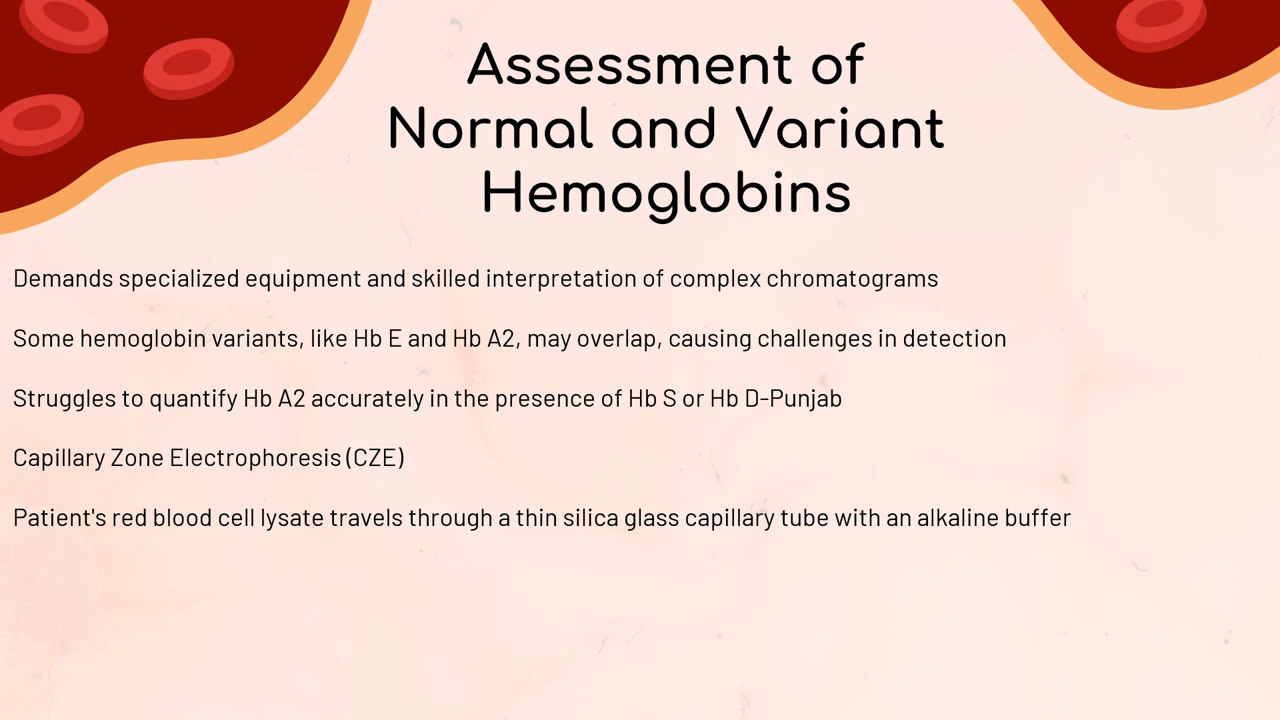 Assessment of
Normal and Variant
Hemoglobins
Demands specialized equipment and skilled interpretation of complex chromatograms
Some hemoglobin variants, like Hb E and Hb A2, may overlap, causing challenges in detection
Struggles to quantify Hb A2 accurately in the presence of Hb S or Hb D-Punjab
Capillary Zone Electrophoresis (CZE)
Patient's red blood cell lysate travels through a thin silica glass capillary tube with an alkaline buffer